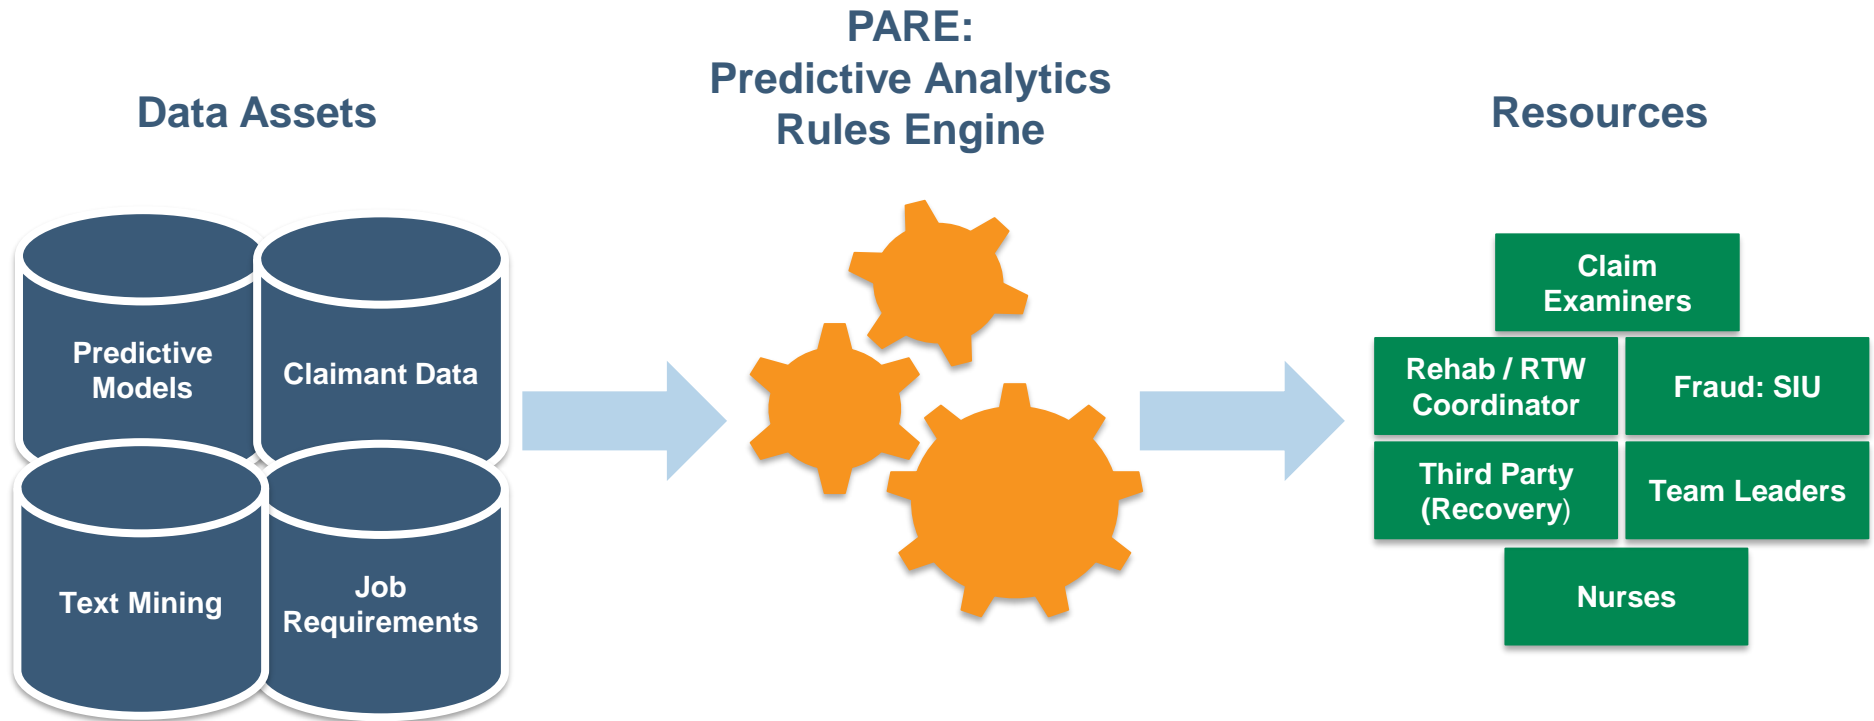 PARE:
Predictive Analytics
Rules Engine
Data Assets
Resources
Predictive
Models
Claimant Data
Text Mining
Job
Requirements
Claim
Examiners
Rehab / RTW
Coordinator
Fraud: SIU
Third Party
(Recovery)
Team Leaders
Nurses